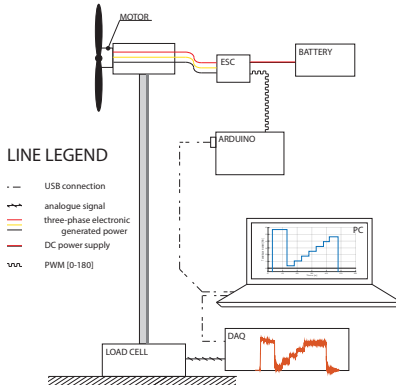 MOTOR
ESC
BATTERY
ARDUINO
LINE LEGEND
USB connection
analogue signal
three-phase electronic
generated power
DC power supply
PWM [0-180]
PC
LOAD CELL
DAQ